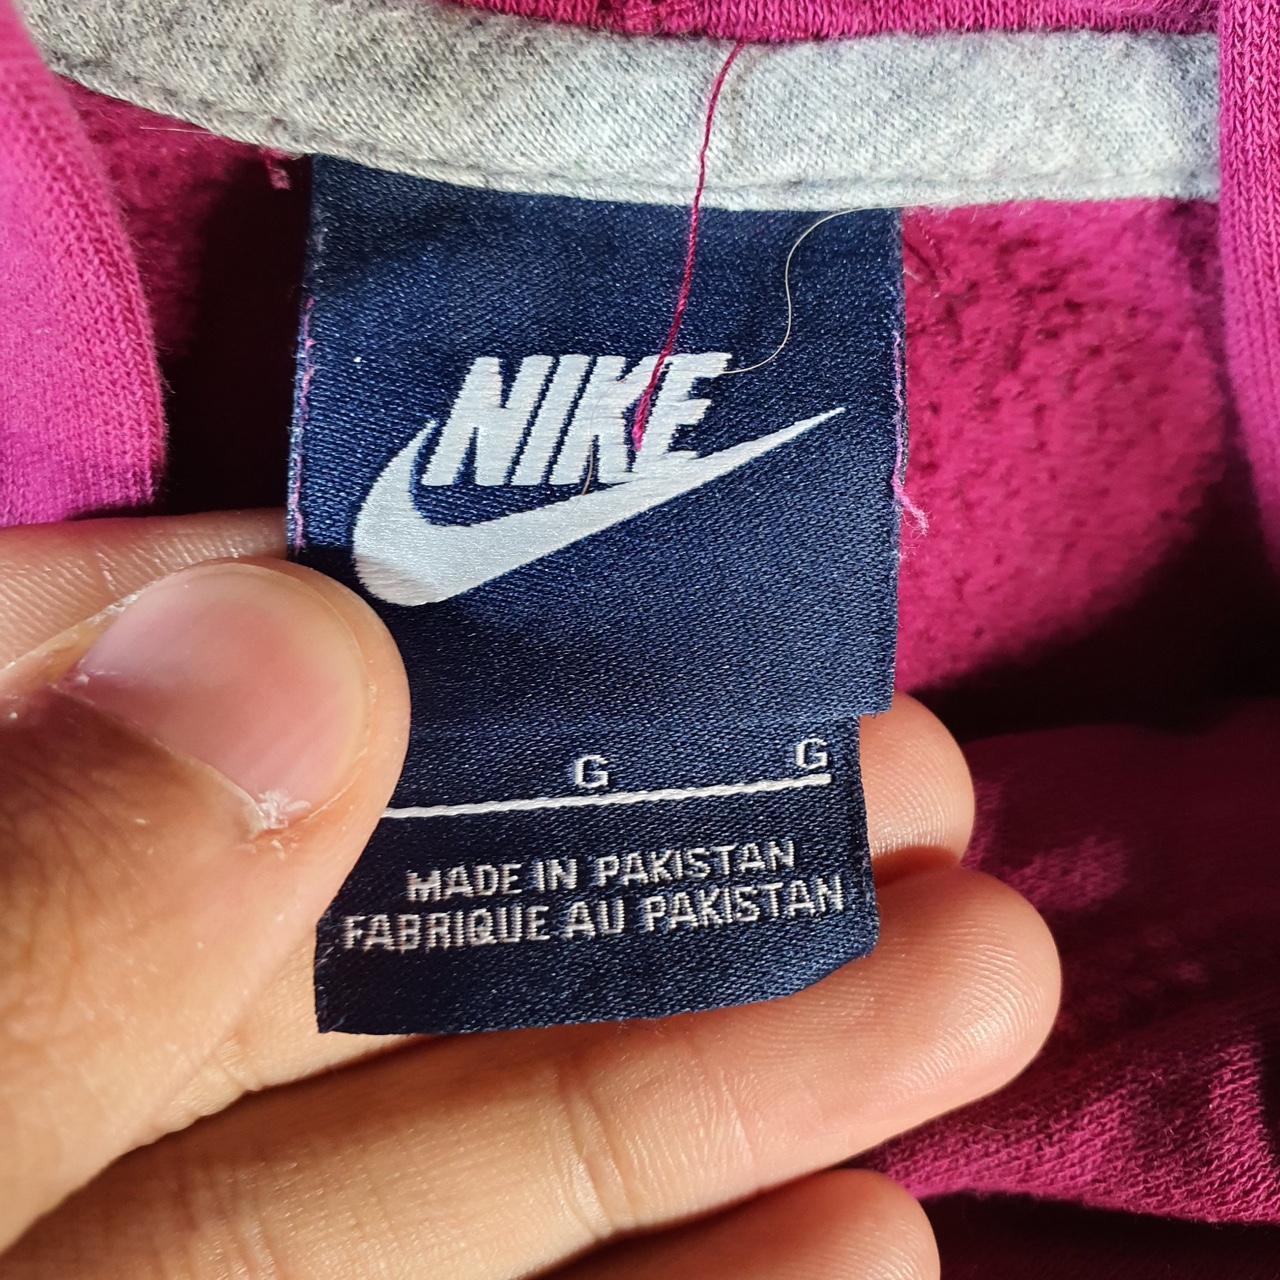 NIKE
G G
MADE IN PAKISTAN
FABRIQUE AU PAKISTAN